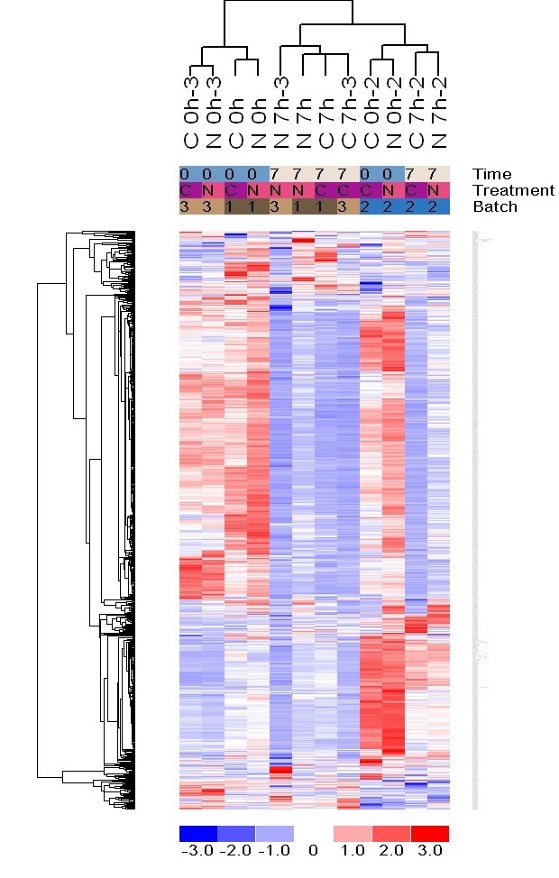 C 0h-3
N 0h-3
C 0h
N 0h
N 7h-3
N 7h
C 7h
C 7h-3
C 0h-2
N 0h-2
C 7h-2
N 7h-2
0 0 0 0 7 7 7 7 0 0 7 7 Time
C N C N N N C C C N C N Treatment
3 3 1 1 3 1 1 3 2 2 2 2 Batch
-3.0 -2.0 -1.0 0 1.0 2.0 3.0